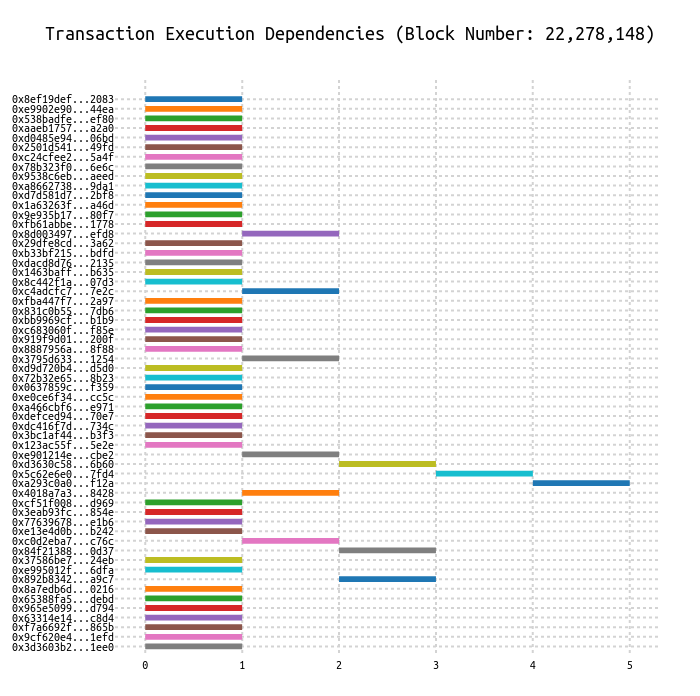 Transaction Execution Dependencies (Block Number: 22,278,148)
0x8ef19def...2083
0xe9902e90...44ea
0x538badfe...ef80
0xaaeb1757...a2a0
0xd0485e94...06bd
0x2501d541...49fd
0xc24cfee2...5a4f
0x78b323f0...6e6c
0x9538c6eb...aeed
0xa8662738...9da1
0xd7d581d7...2bf8
0x1a63263f...a46d
0x9e935b17...80f7
0xfb61abbe...1778
0x8d003497...efd8
0x29dfe8cd...3a62
0xb33bf215...bdfd
0xdacd8d76...2135
0x1463baff...b635
0x8c442f1a...07d3
0xc4adcfc7...7e2c
0xfba447f7...2a97
0x831c0b55...7db6
0xbb9969cf...b1b9
0xc683060f...f85e
0x919f9d01...200f
0x8887956a...8f88
0x3795d633...1254
0xd9d720b4...d5d0
0x72b32e65...8b23
0x0637859c...f359
0xe0ce6f34...cc5c
0xa466cbf6...e971
0xdefced94...70e7
0xdc416f7d...734c
0x3bc1af44...b3f3
0x123ac55f...5e2e
0xe901214e...cbe2
0xd3630c58...6b60
0x5c62e6e0...7fd4
0xa293c0a0...f12a
0x4018a7a3...8428
0xcf51f008...d969
0x3eab93fc...854e
0x77639678...e1b6
0xe13e4d0b...b242
0xc0d2eba7...c76c
0x84f21388...0d37
0x37586be7...24eb
0xe995012f...6dfa
0x892b8342...a9c7
0x8a7edb6d...0216
0x65388fa5...debd
0x965e5099...d794
0x63314e14...c8d4
0xf7a6692f...865b
0x9cf620e4...1efd
0x3d3603b2...1ee0
0 1 2 3 4 5